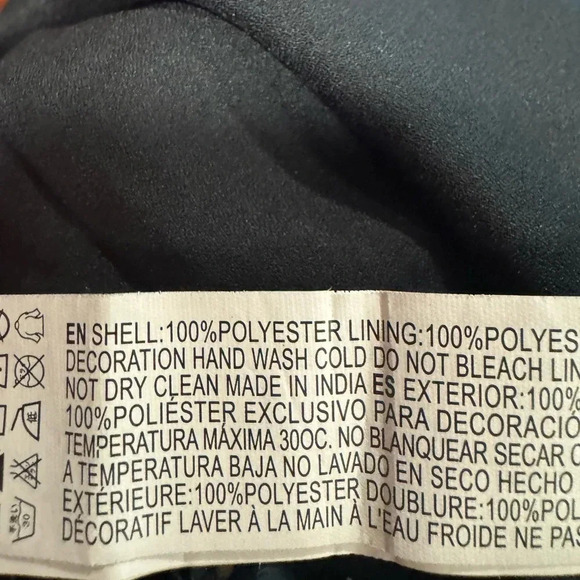 EN SHELL:100%POLYESTER LINING:100%POLYES
DECORATION HAND WASH COLD DO NOT BLEACH LIN
NOT DRY CLEAN MADE IN INDIA ES EXTERIOR:100%
100%POLIÉSTER EXCLUSIVO PARA DECORACIÓ
TEMPERATURA MÁXIMA 30OC. NO BLANQUEAR SECAR
A TEMPERATURA BAJA NO LAVADO EN SECO HECHO
EXTÉRIEURE:100%POLYESTER DOUBLURE:100%POL
DÉCORATIF LAVER À LA MAIN À L'EAU FROIDE NE PAS